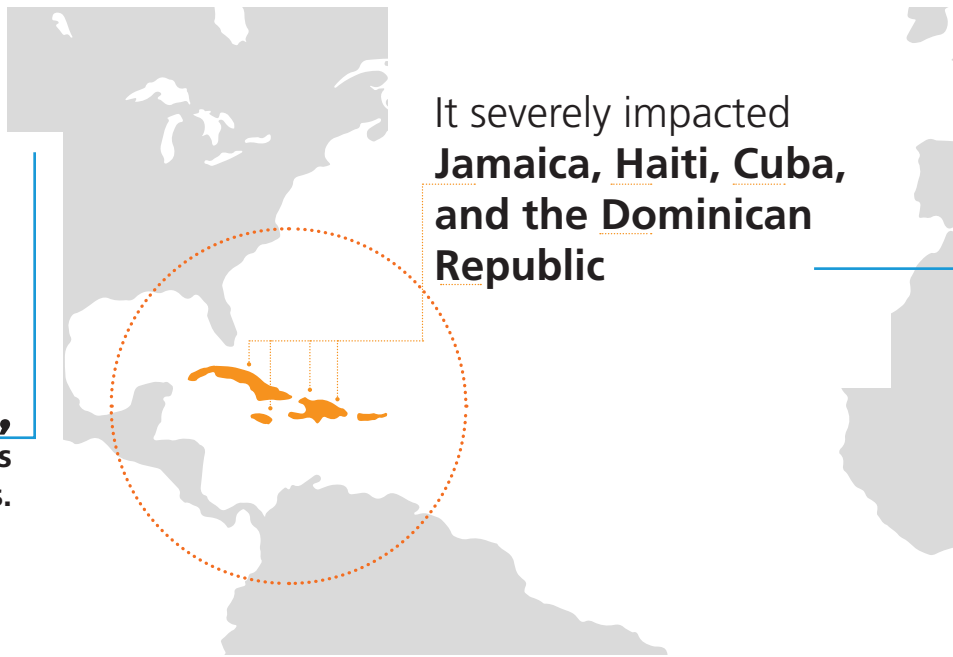 It severely impacted
Jamaica, Haiti, Cuba,
and the Dominican
Republic
,
s
s.